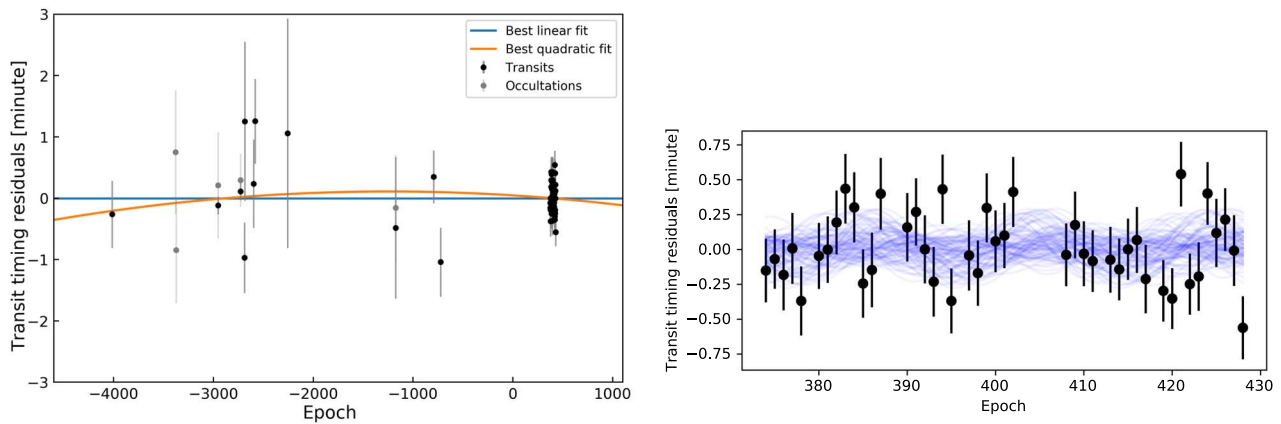 3
2
1
0
−1
−2
−3
Transit timing residuals [minute]
Best linear fit
Best quadratic fit
Transits
Occultations
−4000 −3000 −2000 −1000 0 1000
Epoch
0.75
0.50
0.25
0.00
−0.25
−0.50
−0.75
Transit timing residuals [minute]
380 390 400 410 420 430
Epoch